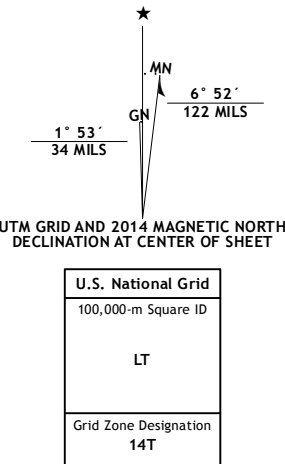 ★
MN
GN
6° 52´
122 MILS
1° 53´
34 MILS
UTM GRID AND 2014 MAGNETIC NORTH
DECLINATION AT CENTER OF SHEET
U.S. National Grid
100,000-m Square ID
LT
Grid Zone Designation
14T